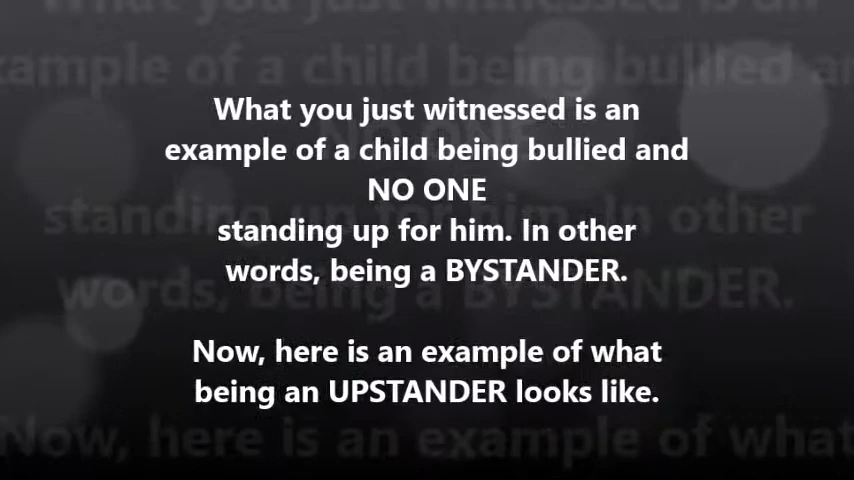 What you just witnessed is an
example of a child being bullied and
NO ONE
standing up for him. In other
words, being a BYSTANDER.
Now, here is an example of what
being an UPSTANDER looks like.